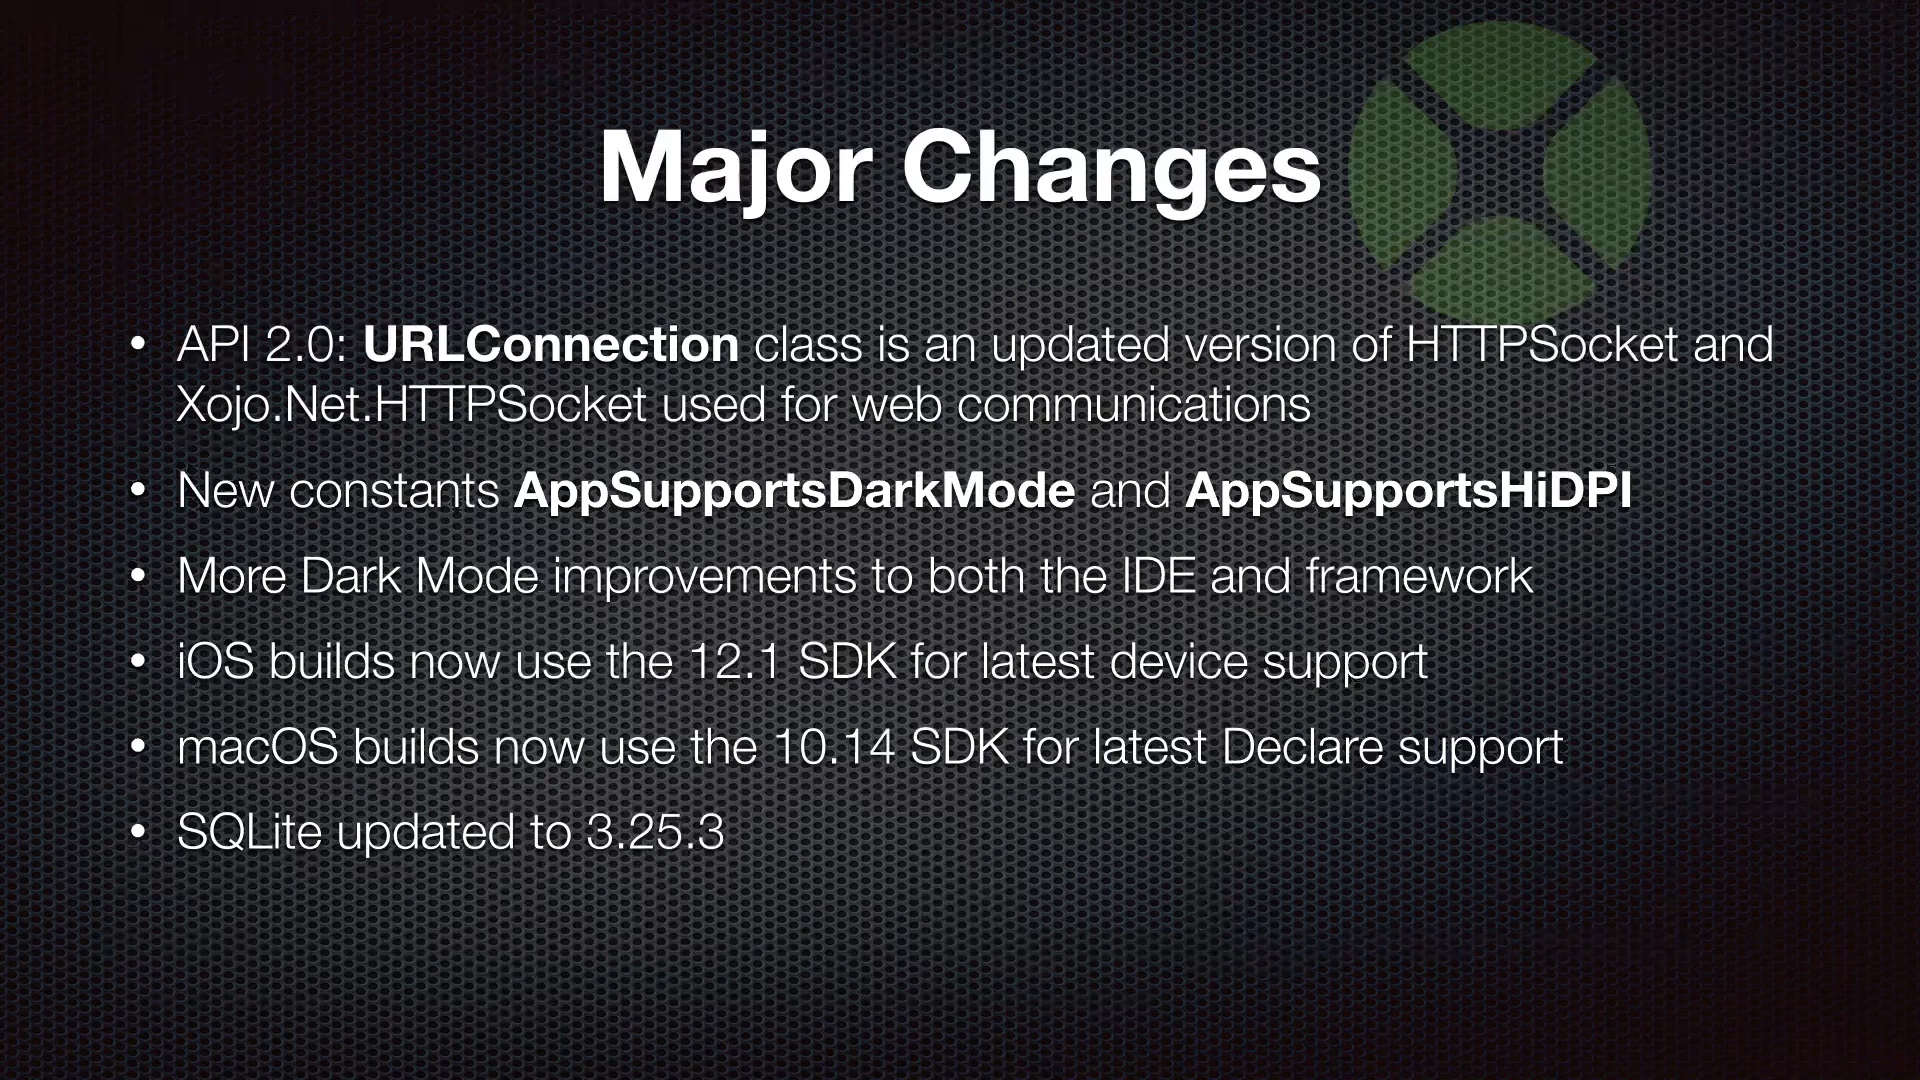 Major Changes
• API 2.0: URLConnection class is an updated version of HTTPSocket and
Xojo.Net.HTTPSocket used for web communications
• New constants AppSupportsDarkMode and AppSupportsHiDPI
• More Dark Mode improvements to both the IDE and framework
• iOS builds now use the 12.1 SDK for latest device support
• macOS builds now use the 10.14 SDK for latest Declare support
• SQLite updated to 3.25.3